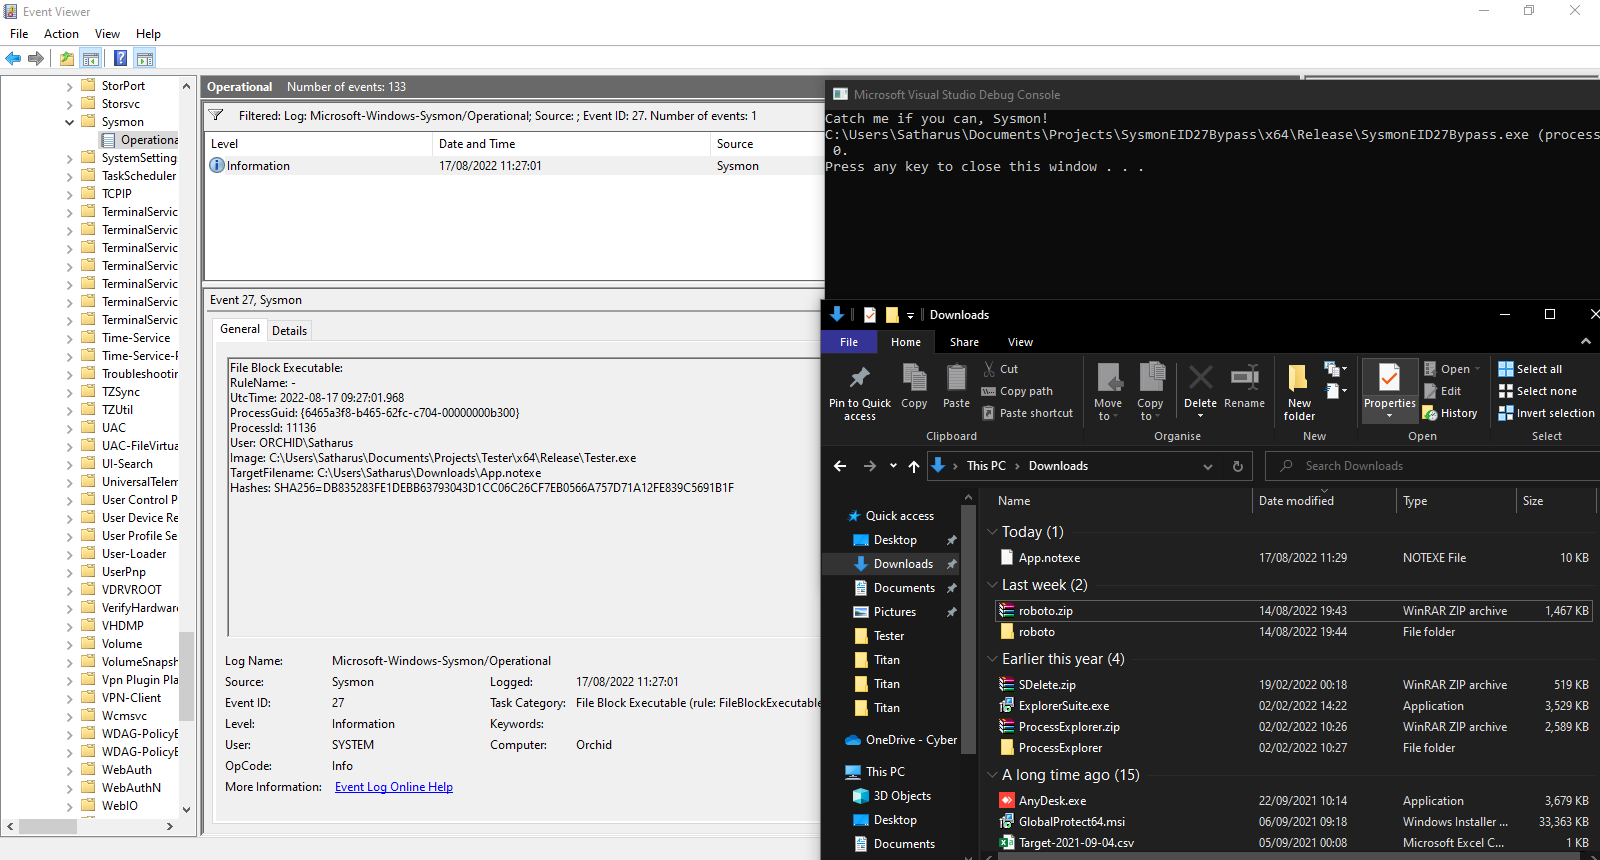 Event Viewer
File Action View Help
StorPort
Storsvc
Sysmon
Operationa
SystemSetting
TaskScheduler
TCPIP
TerminalServic
TerminalServic
TerminalServic
TerminalServic
TerminalServic
TerminalServic
TerminalServic
Time-Service
Time-Service-P
Troubleshootin
TZSync
TZUtil
UAC
UAC-FileVirtua
UI-Search
UniversalTelem
User Control P
User Device Re
User Profile Se
User-Loader
UserPnp
VDRVROOT
VerifyHardwar
VHDMP
Volume
VolumeSnapsh
Vpn Plugin Pla
VPN-Client
Wcmsvc
WDAG-PolicyE
WDAG-PolicyE
WebAuth
WebAuthN
WebIO
Operational Number of events: 133
Filtered: Log: Microsoft-Windows-Sysmon/Operational; Source: ; Event ID: 27. Number of events: 1
Level Date and Time Source
Information 17/08/2022 11:27:01 Sysmon
Event 27, Sysmon
General Details
File Block Executable:
RuleName: -
UtcTime: 2022-08-17 09:27:01.968
ProcessGuid: {6465a3f8-b465-62fc-c704-00000000b300}
ProcessId: 11136
User: ORCHID\Satharus
Image: C:\Users\Satharus\Documents\Projects\Tester\x64\Release\Tester.exe
TargetFilename: C:\Users\Satharus\Downloads\App.notexe
Hashes: SHA256=DB835283FE1DEBB63793043D1CC06C26CF7EB0566A757D71A12FE839C5691B1F
Log Name: Microsoft-Windows-Sysmon/Operational
Source: Sysmon Logged: 17/08/2022 11:27:01
Event ID: 27 Task Category: File Block Executable (rule: FileBlockExecutable
Level: Information Keywords:
User: SYSTEM Computer: Orchid
OpCode: Info
More Information: Event Log Online Help
Microsoft Visual Studio Debug Console
Catch me if you can, Sysmon!
C:\Users\Satharus\Documents\Projects\SysmonEID27Bypass\x64\Release\SysmonEID27Bypass.exe (process
0.
Press any key to close this window . . .
Downloads
File Home Share View
Pin to Quick access
Copy
Paste
Cut
Copy path
Paste shortcut
Clipboard
Move to
Copy to
Delete
Rename
Organise
New folder
New
Properties
Open
Edit
History
Open
Select all
Select none
Invert selection
Select
This PC Downloads
Search Downloads
Quick access
Desktop
Downloads
Documents
Pictures
Tester
Titan
Titan
Titan
OneDrive - Cyber
This PC
3D Objects
Desktop
Documents
Name Date modified Type Size
Today (1)
App.notexe 17/08/2022 11:29 NOTEXE File 10 KB
Last week (2)
roboto.zip 14/08/2022 19:43 WinRAR ZIP archive 1,467 KB
roboto 14/08/2022 19:44 File folder
Earlier this year (4)
SDelete.zip 19/02/2022 00:18 WinRAR ZIP archive 519 KB
ExplorerSuite.exe 02/02/2022 14:22 Application 3,529 KB
ProcessExplorer.zip 02/02/2022 10:26 WinRAR ZIP archive 2,589 KB
ProcessExplorer 02/02/2022 10:27 File folder
A long time ago (15)
AnyDesk.exe 22/09/2021 10:14 Application 3,679 KB
GlobalProtect64.msi 06/09/2021 09:18 Windows Installer ... 33,363 KB
Target-2021-09-04.csv 05/09/2021 00:08 Microsoft Excel C... 1 KB